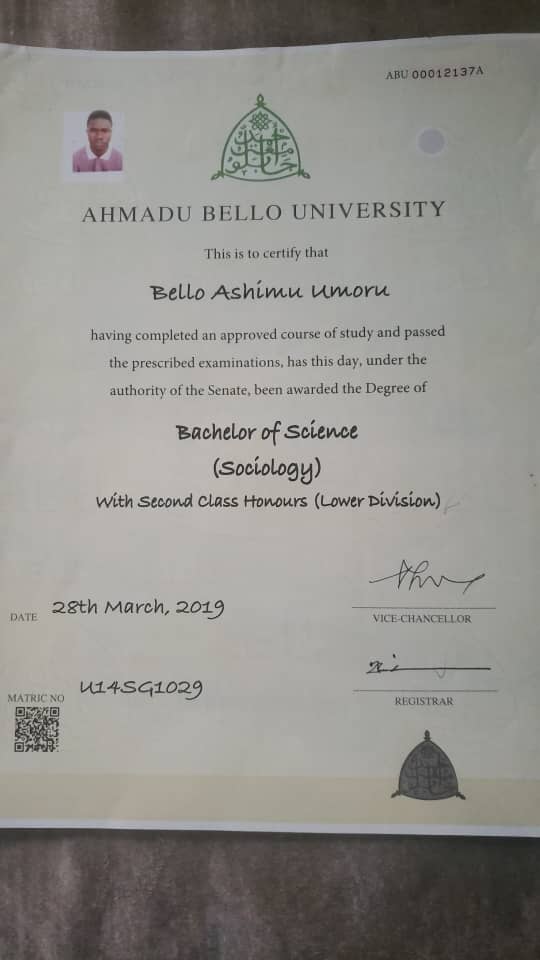 ABU 00012137A
AHMADU BELLO UNIVERSITY
This is to certify that
Bello Ashimu Umoru
having completed an approved course of study and passed
the prescribed examinations, has this day, under the
authority of the Senate, been awarded the Degree of
Bachelor of Science
(Sociology)
With Second Class Honours (Lower Division)
DATE 28th March, 2019
VICE-CHANCELLOR
MATRIC NO U14SG1029
REGISTRAR